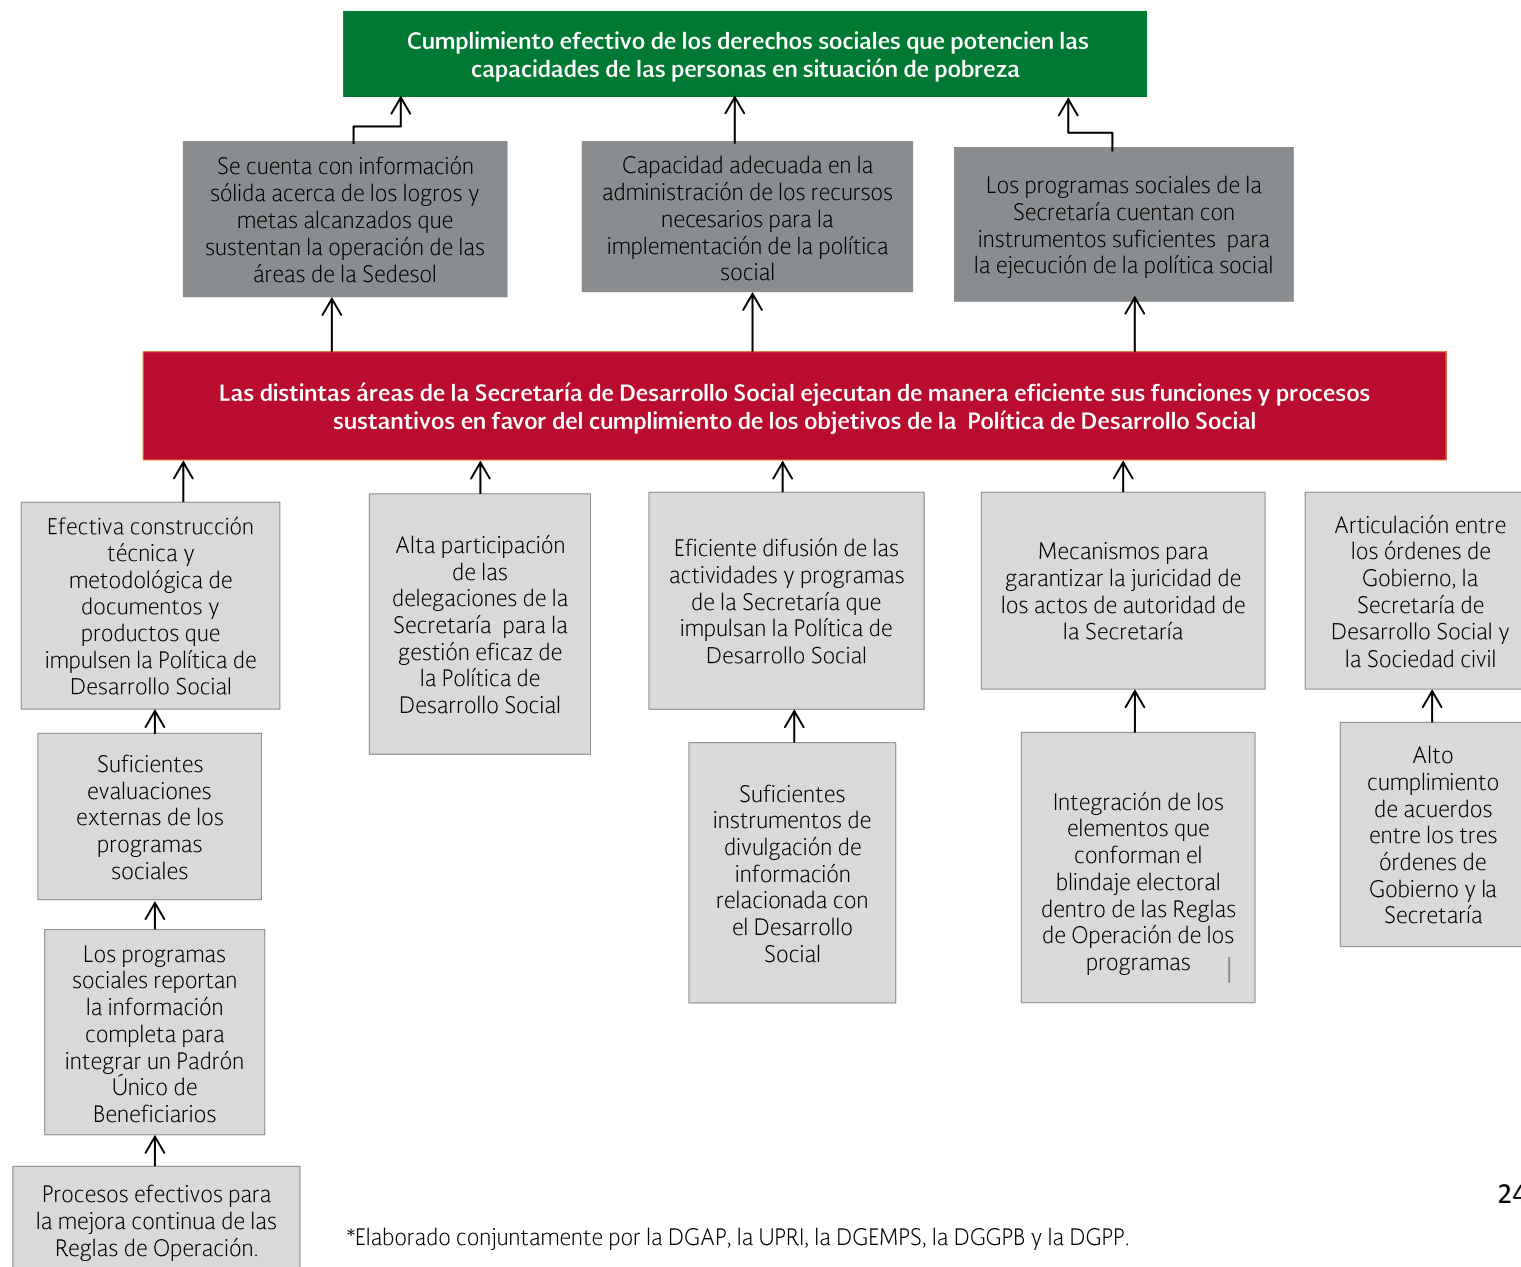 Cumplimiento efectivo de los derechos sociales que potencien las
capacidades de las personas en situación de pobreza
Se cuenta con información
sólida acerca de los logros y
metas alcanzados que
sustentan la operación de las
áreas de la Sedesol
Capacidad adecuada en la
administración de los recursos
necesarios para la
implementación de la política
social
Los programas sociales de la
Secretaría cuentan con
instrumentos suficientes  para
la ejecución de la política social
Las distintas áreas de la Secretaría de Desarrollo Social ejecutan de manera eficiente sus funciones y procesos
sustantivos en favor del cumplimiento de los objetivos de la  Política de Desarrollo Social
Efectiva construcción
técnica y
metodológica de
documentos y
productos que
impulsen la Política de
Desarrollo Social
Alta participación
de las
delegaciones de la
Secretaría  para la
gestión eficaz de
la Política de
Desarrollo Social
Eficiente difusión de las
actividades y programas
de la Secretaría que
impulsan la Política de
Desarrollo Social
Mecanismos para
garantizar la juricidad de
los actos de autoridad de
la Secretaría
Articulación entre
los órdenes de
Gobierno, la
Secretaría de
Desarrollo Social y
la Sociedad civil
Suficientes
evaluaciones
externas de los
programas
sociales
Suficientes
instrumentos de
divulgación de
información
relacionada con
el Desarrollo
Social
Integración de los
elementos que
conforman el
blindaje electoral
dentro de las Reglas
de Operación de los
programas
Alto
cumplimiento
de acuerdos
entre los tres
órdenes de
Gobierno y la
Secretaría
Los programas
sociales reportan
la información
completa para
integrar un Padrón
Único de
Beneficiarios
Procesos efectivos para
la mejora continua de las
Reglas de Operación.
24
*Elaborado conjuntamente por la DGAP, la UPRI, la DGEMPS, la DGGPB y la DGPP.